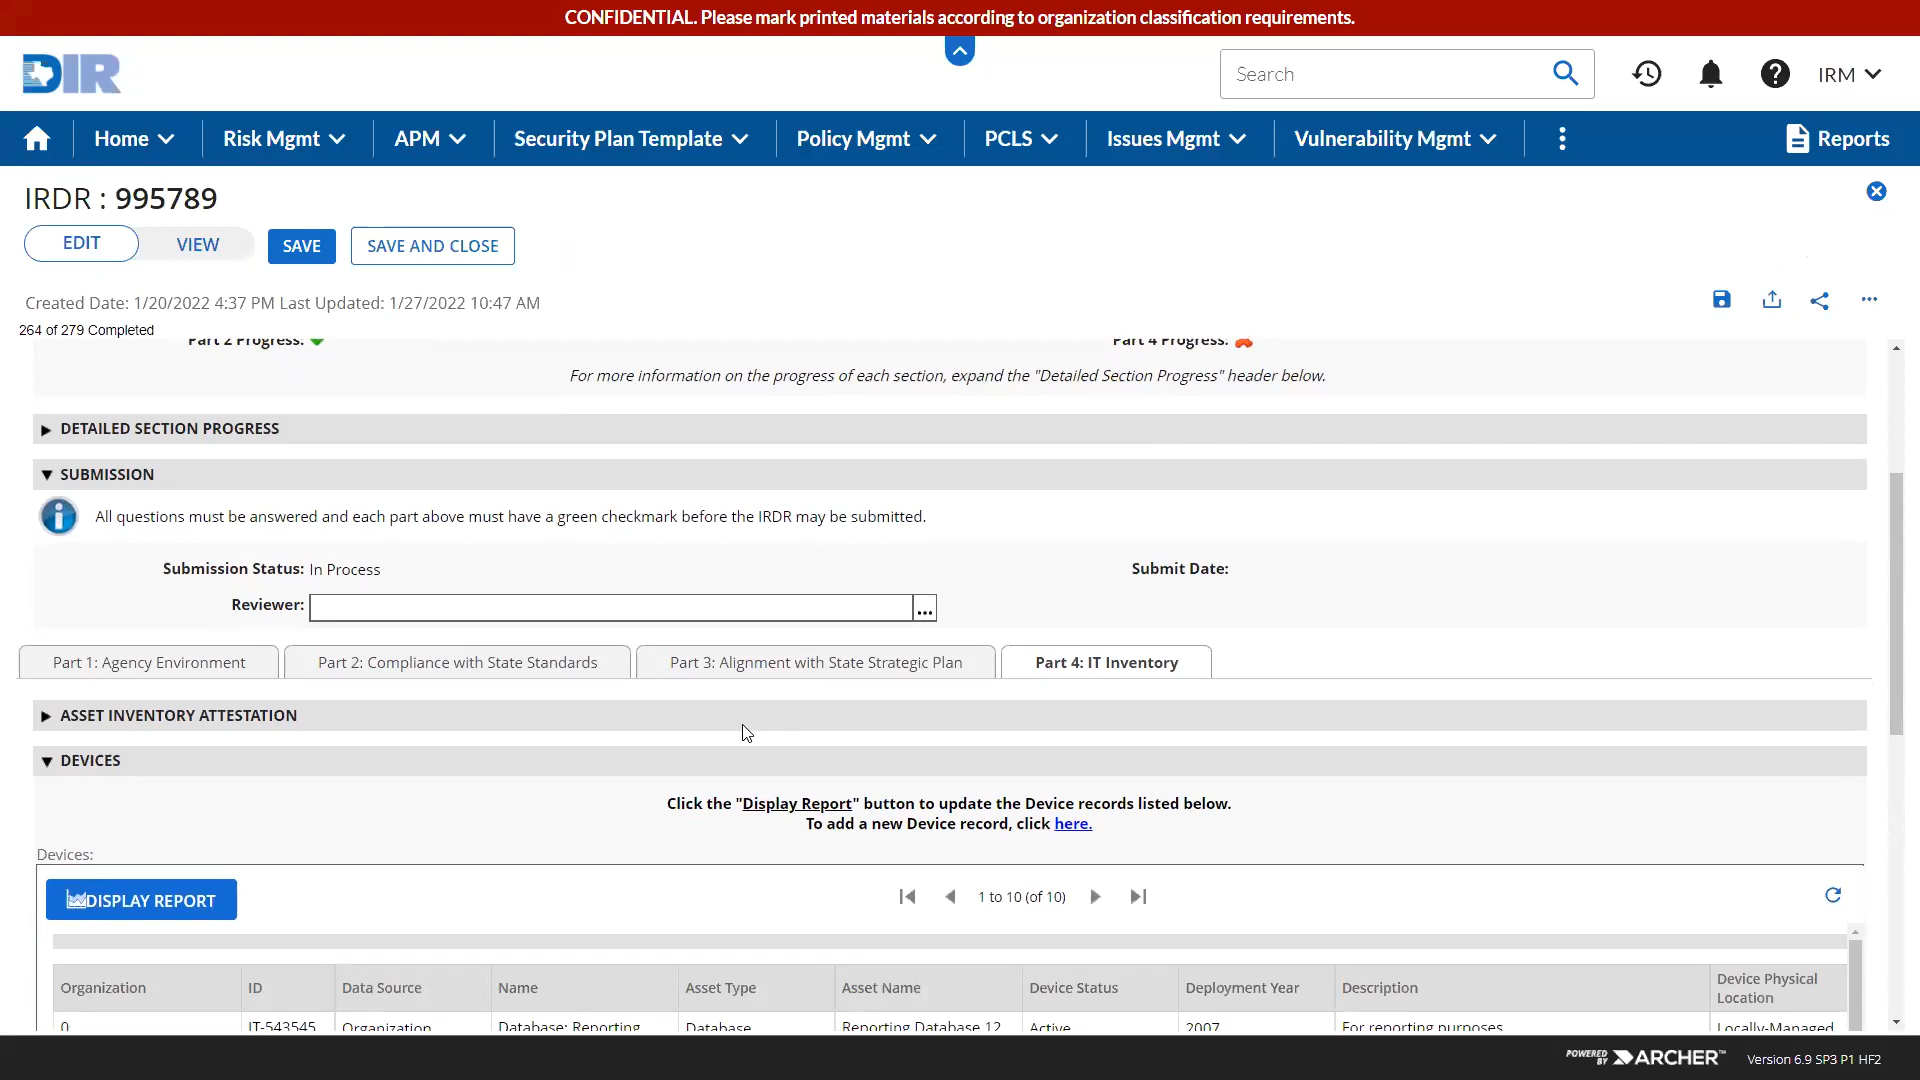 CONFIDENTIAL. Please mark printed materials according to organization classification requirements.
DIR
Search
IRM
Home
Risk Mgmt
APM
Security Plan Template
Policy Mgmt
PCLS
Issues Mgmt
Vulnerability Mgmt
Reports
IRDR : 995789
EDIT
VIEW
SAVE
SAVE AND CLOSE
Created Date: 1/20/2022 4:37 PM Last Updated: 1/27/2022 10:47 AM
264 of 279 Completed
Part 2 Progress:
Part 4 Progress:
For more information on the progress of each section, expand the "Detailed Section Progress" header below.
DETAILED SECTION PROGRESS
SUBMISSION
All questions must be answered and each part above must have a green checkmark before the IRDR may be submitted.
Submission Status: In Process
Submit Date:
Reviewer:
...
Part 1: Agency Environment
Part 2: Compliance with State Standards
Part 3: Alignment with State Strategic Plan
Part 4: IT Inventory
ASSET INVENTORY ATTESTATION
DEVICES
Click the "Display Report" button to update the Device records listed below.
To add a new Device record, click here.
Devices:
DISPLAY REPORT
1 to 10 (of 10)
Organization ID Data Source Name Asset Type Asset Name Device Status Deployment Year Description Device Physical Location
0 IT-543545 Organization Database: Reporting Database Reporting Database 12 Active 2007 For reporting purposes Locally-Managed
POWERED BY ARCHER™
Version 6.9 SP3 P1 HF2